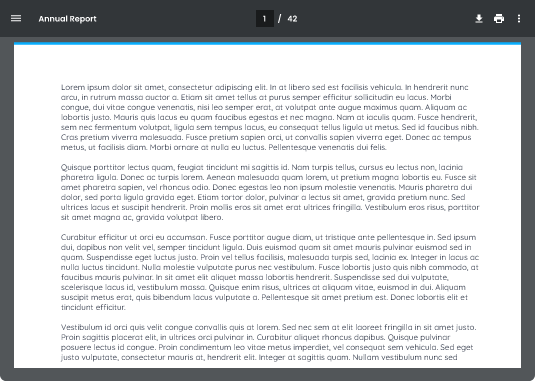 Annual Report
1 / 42
Lorem ipsum dolor sit amet, consectetur adipiscing elit. In at libero sed est facilisis vehicula. In hendrerit nunc
arcu, in rutrum massa auctor a. Etiam sit amet tellus at purus semper efficitur sollicitudin eu lacus. Morbi
congue, dui vitae congue venenatis, nisi leo semper erat, at volutpat ante augue maximus quam. Aliquam ac
lobortis justo. Mauris quis lacus eu quam faucibus egestas et nec magna. Nam at iaculis quam. Fusce hendrerit,
sem nec fermentum volutpat, ligula sem tempus lacus, eu consequat tellus ligula ut metus. Sed id faucibus nibh.
Cras pretium viverra malesuada. Fusce pretium sapien orci, ut convallis sapien viverra eget. Donec ac tempus
metus, ut facilisis diam. Morbi ornare at nulla eu luctus. Pellentesque venenatis dui felis.
Quisque porttitor lectus quam, feugiat tincidunt mi sagittis id. Nam turpis tellus, cursus eu lectus non, lacinia
pharetra ligula. Donec ac turpis lorem. Aenean malesuada quam lorem, ut pretium magna lobortis eu. Fusce sit
amet pharetra sapien, vel rhoncus odio. Donec egestas leo non ipsum molestie venenatis. Mauris pharetra dui
dolor, sed porta ligula gravida eget. Etiam tortor dolor, pulvinar a lectus sit amet, gravida pretium nunc. Sed
ultrices lacus et suscipit hendrerit. Proin mollis eros sit amet erat ultrices fringilla. Vestibulum eros risus, porttitor
sit amet magna ac, gravida volutpat libero.
Curabitur efficitur ut orci eu accumsan. Fusce porttitor augue diam, ut tristique ante pellentesque in. Sed ipsum
dui, dapibus non velit vel, semper tincidunt ligula. Duis euismod quam sit amet mauris pulvinar euismod sed in
quam. Suspendisse eget luctus justo. Proin vel tellus facilisis, malesuada turpis sed, lacinia ex. Integer in lacus ac
nulla luctus tincidunt. Nulla molestie vulputate purus nec vestibulum. Fusce lobortis justo quis nibh commodo, at
faucibus mauris pulvinar. In sit amet elit aliquet massa lobortis hendrerit. Suspendisse sed dui vulputate,
scelerisque lacus id, vestibulum massa. Quisque enim risus, ultrices at aliquam vitae, euismod in diam. Aliquam
suscipit metus erat, quis bibendum lacus vulputate a. Pellentesque sit amet pretium est. Donec lobortis elit et
tincidunt efficitur.
Vestibulum id orci quis velit congue convallis quis at lorem. Sed nec sem at elit laoreet fringilla in sit amet justo.
Proin sagittis placerat elit, in ultrices orci pulvinar in. Curabitur aliquet rhoncus dapibus. Quisque pulvinar
posuere lectus id congue. Proin condimentum leo vitae metus imperdiet, vel consequat sem vehicula. Sed eget
justo vulputate, consectetur mauris at, hendrerit elit. Integer at sagittis quam. Nullam vestibulum nunc sed